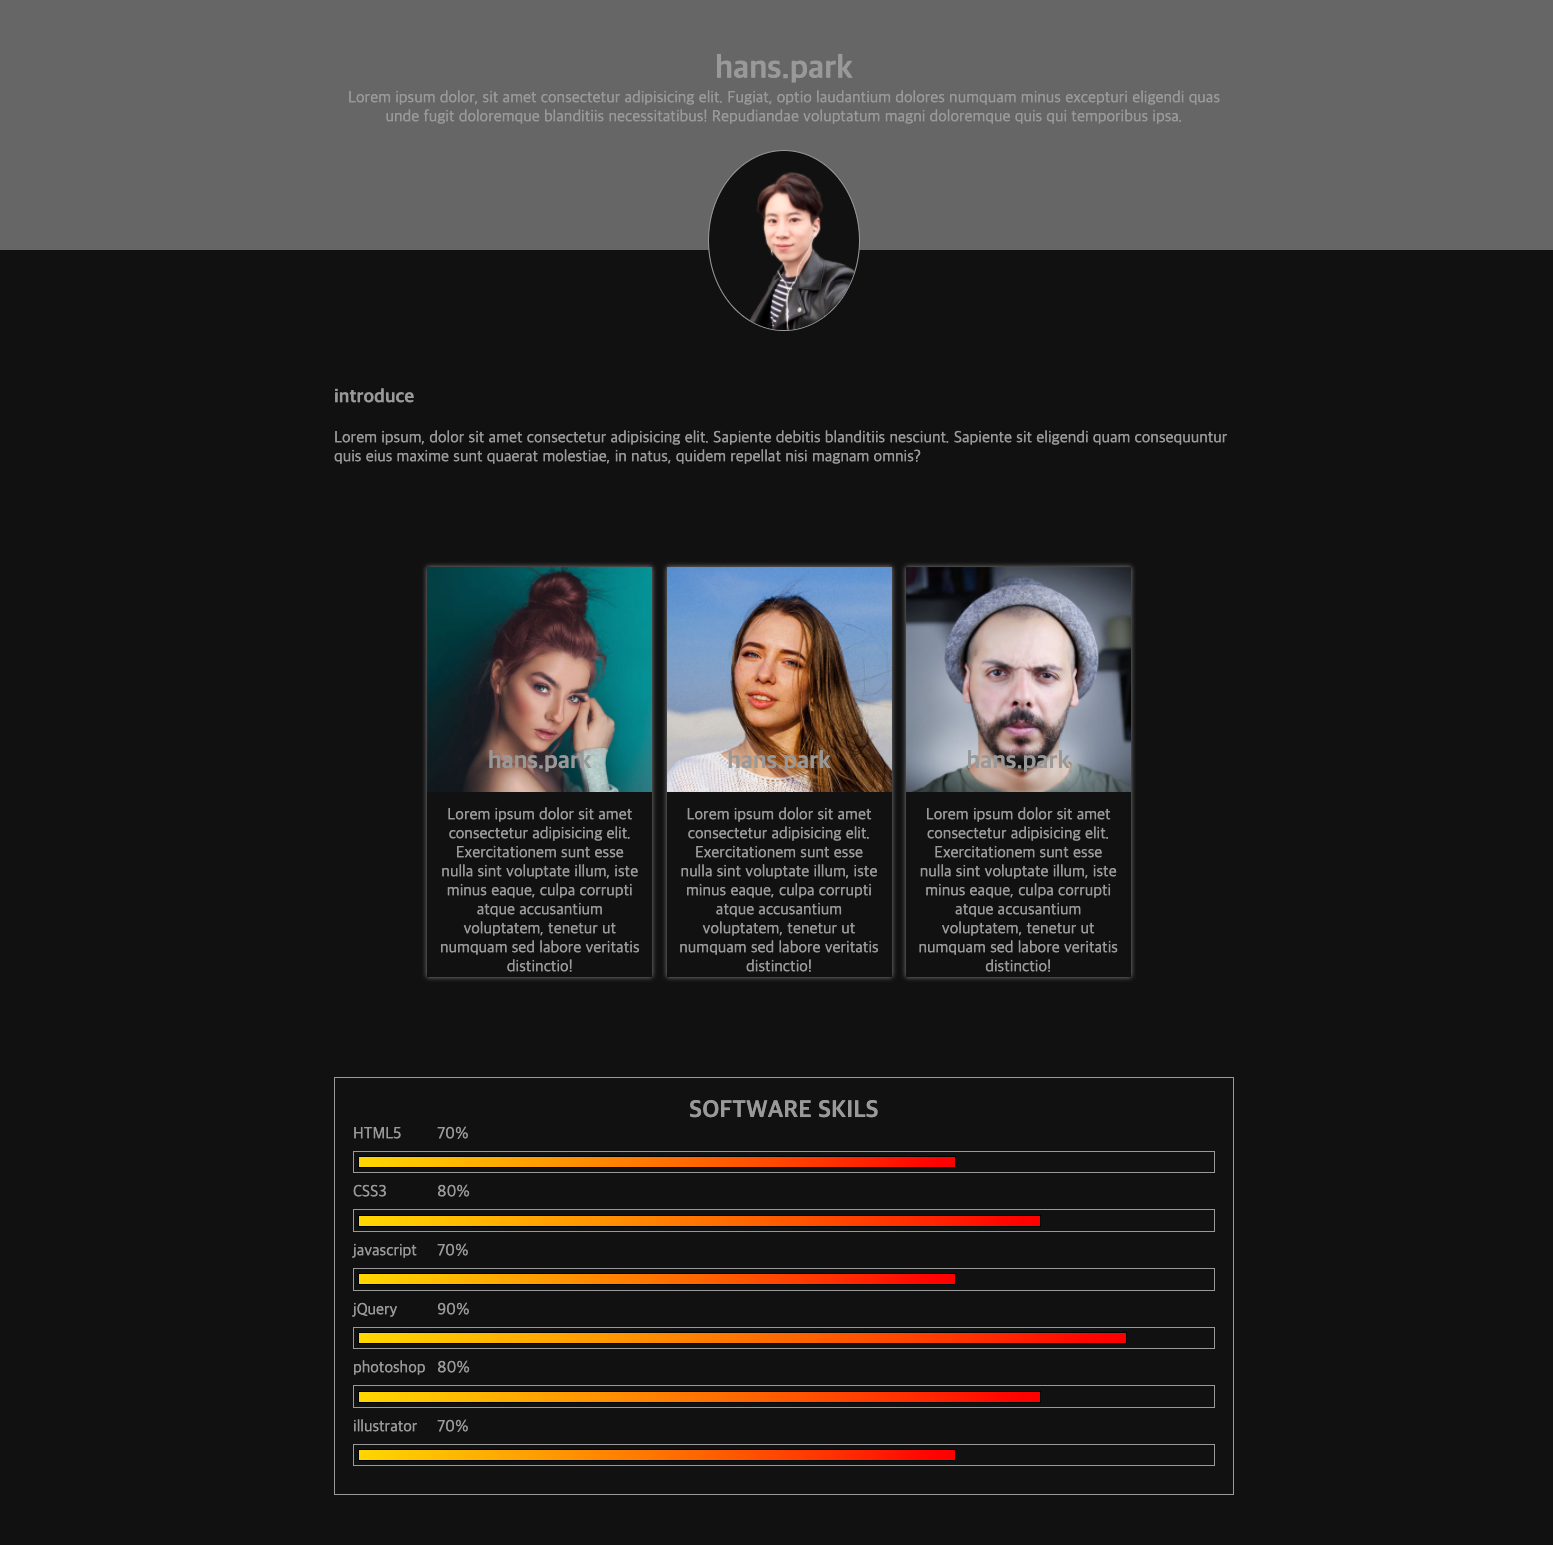 hans.park
Lorem ipsum dolor, sit amet consectetur adipisicing elit. Fugiat, optio laudantium dolores numquam minus excepturi eligendi quas
unde fugit doloremque blanditiis necessitatibus! Repudiandae voluptatum magni doloremque quis qui temporibus ipsa.
introduce
Lorem ipsum, dolor sit amet consectetur adipisicing elit. Sapiente debitis blanditiis nesciunt. Sapiente sit eligendi quam consequuntur
quis eius maxime sunt quaerat molestiae, in natus, quidem repellat nisi magnam omnis?
hans.park
Lorem ipsum dolor sit amet
consectetur adipisicing elit.
Exercitationem sunt esse
nulla sint voluptate illum, iste
minus eaque, culpa corrupti
atque accusantium
voluptatem, tenetur ut
numquam sed labore veritatis
distinctio!
hans.park
Lorem ipsum dolor sit amet
consectetur adipisicing elit.
Exercitationem sunt esse
nulla sint voluptate illum, iste
minus eaque, culpa corrupti
atque accusantium
voluptatem, tenetur ut
numquam sed labore veritatis
distinctio!
hans.park
Lorem ipsum dolor sit amet
consectetur adipisicing elit.
Exercitationem sunt esse
nulla sint voluptate illum, iste
minus eaque, culpa corrupti
atque accusantium
voluptatem, tenetur ut
numquam sed labore veritatis
distinctio!
SOFTWARE SKILS
HTML5 70%
CSS3 80%
javascript 70%
jQuery 90%
photoshop 80%
illustrator 70%